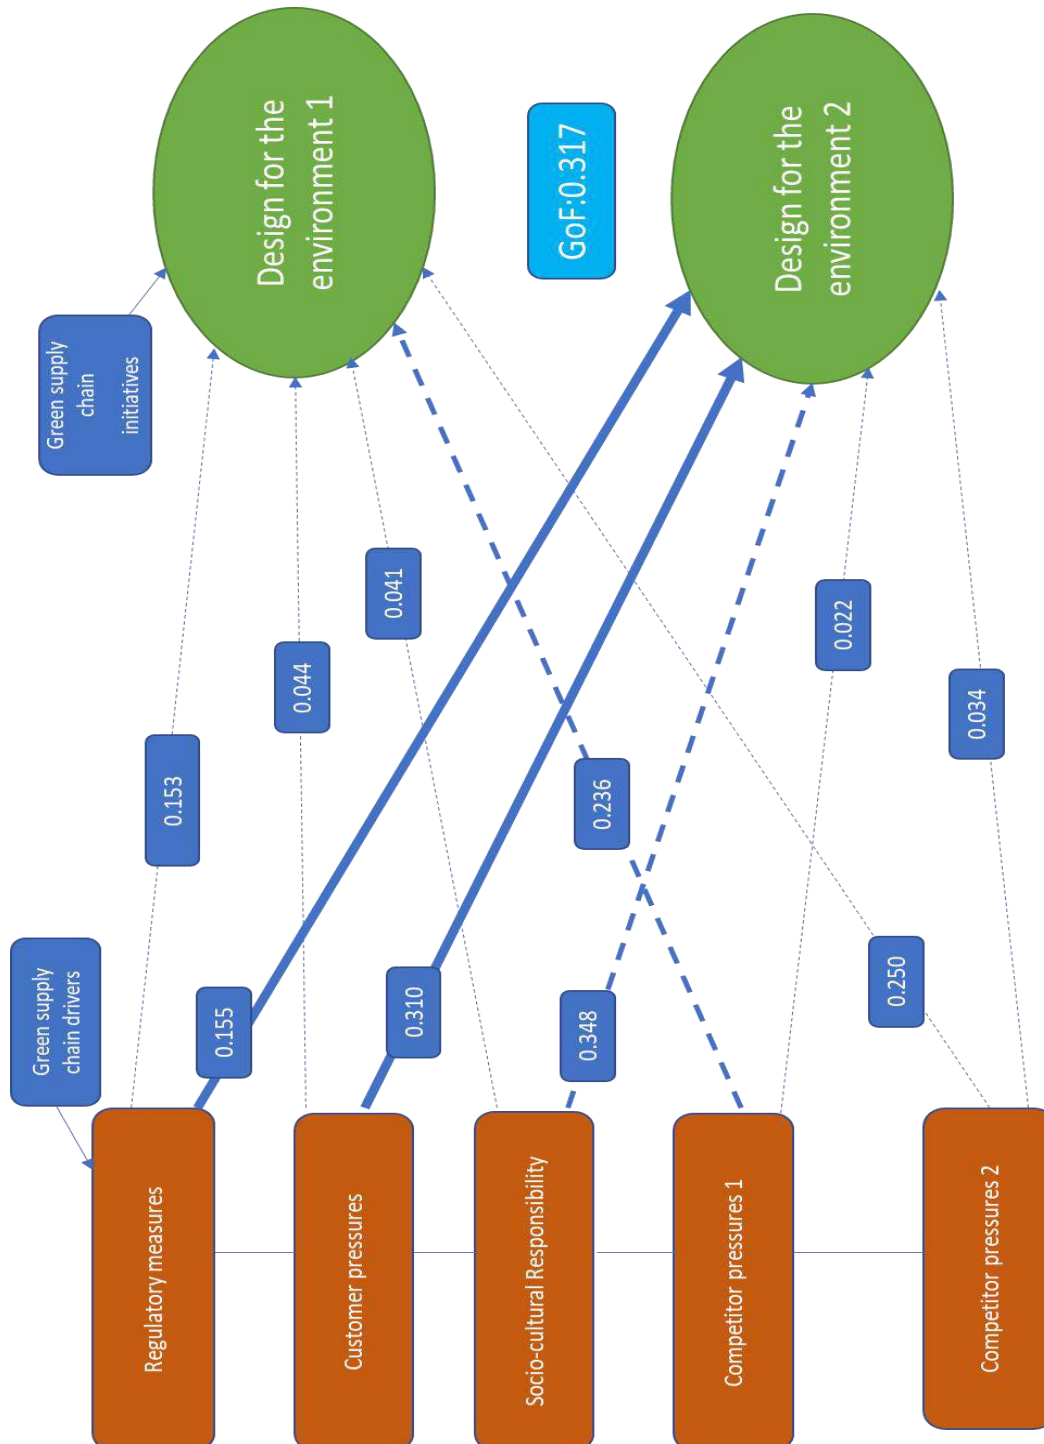 Green supply
chain drivers
Green supply
chain
initiatives
Regulatory measures
Customer pressures
Socio-cultural Responsibility
Competitor pressures 1
Competitor pressures 2
0.153
0.155
0.044
0.310
0.041
0.348
0.236
0.022
0.250
0.034
Design for the
environment 1
GoF:0.317
Design for the
environment 2